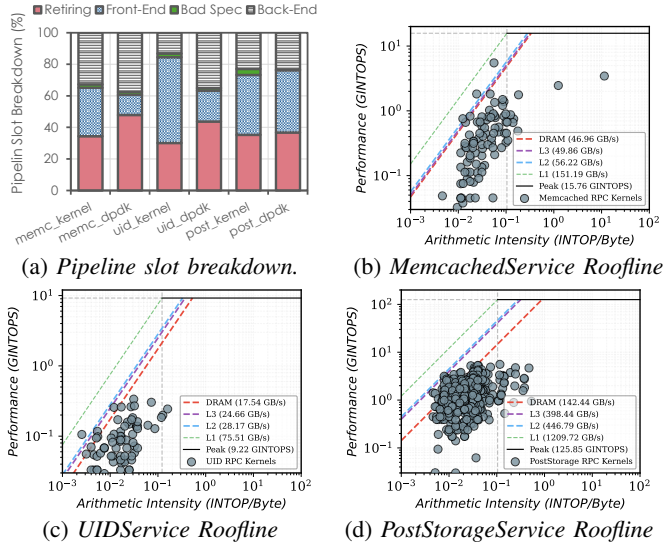 Retiring Front-End Bad Spec Back-End
Pipelin Slot Breakdown (%)
100
80
60
40
20
0
memc_kernel
memc_dpdk
uid_kernel
uid_dpdk
post_kernel
post_dpdk
(a) Pipeline slot breakdown.
Performance (GINTOPS)
10^1
10^0
10^−1
DRAM (46.96 GB/s)
L3 (49.86 GB/s)
L2 (56.22 GB/s)
L1 (151.19 GB/s)
Peak (15.76 GINTOPS)
Memcached RPC Kernels
10^−3 10^−2 10^−1 10^0 10^1 10^2
Arithmetic Intensity (INTOP/Byte)
(b) MemcachedService Roofline
Performance (GINTOPS)
10^1
10^0
10^−1
DRAM (17.54 GB/s)
L3 (24.66 GB/s)
L2 (28.17 GB/s)
L1 (75.51 GB/s)
Peak (9.22 GINTOPS)
UID RPC Kernels
10^−3 10^−2 10^−1 10^0 10^1 10^2
Arithmetic Intensity (INTOP/Byte)
(c) UIDService Roofline
Performance (GINTOPS)
10^2
10^1
10^0
10^−1
DRAM (142.44 GB/s)
L3 (398.44 GB/s)
L2 (446.79 GB/s)
L1 (1209.72 GB/s)
Peak (125.85 GINTOPS)
PostStorage RPC Kernels
10^−3 10^−2 10^−1 10^0 10^1 10^2
Arithmetic Intensity (INTOP/Byte)
(d) PostStorageService Roofline